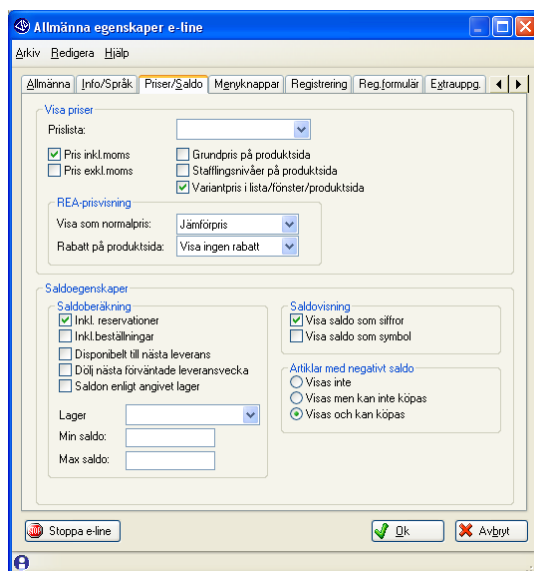 Allmänna egenskaper e-line
Arkiv Redigera Hjälp
Allmänna Info/Språk Priser/Saldo Menyknappar Registrering Reg.formulär Extrauppg.
Visa priser
Prislista:
Pris inkl.moms Grundpris på produktsida
Pris exkl.moms Stafflingsnivåer på produktsida
Variantpris i lista/fönster/produktsida
REA-prisvisning
Visa som normalpris: Jämförpris
Rabatt på produktsida: Visa ingen rabatt
Saldoegenskaper
Saldoberäkning
Inkl. reservationer
Inkl.beställningar
Disponibelt till nästa leverans
Dölj nästa förväntade leveransvecka
Saldon enligt angivet lager
Lager
Min saldo:
Max saldo:
Saldovisning
Visa saldo som siffror
Visa saldo som symbol
Artiklar med negativt saldo
Visas inte
Visas men kan inte köpas
Visas och kan köpas
Stoppa e-line Ok Avbryt